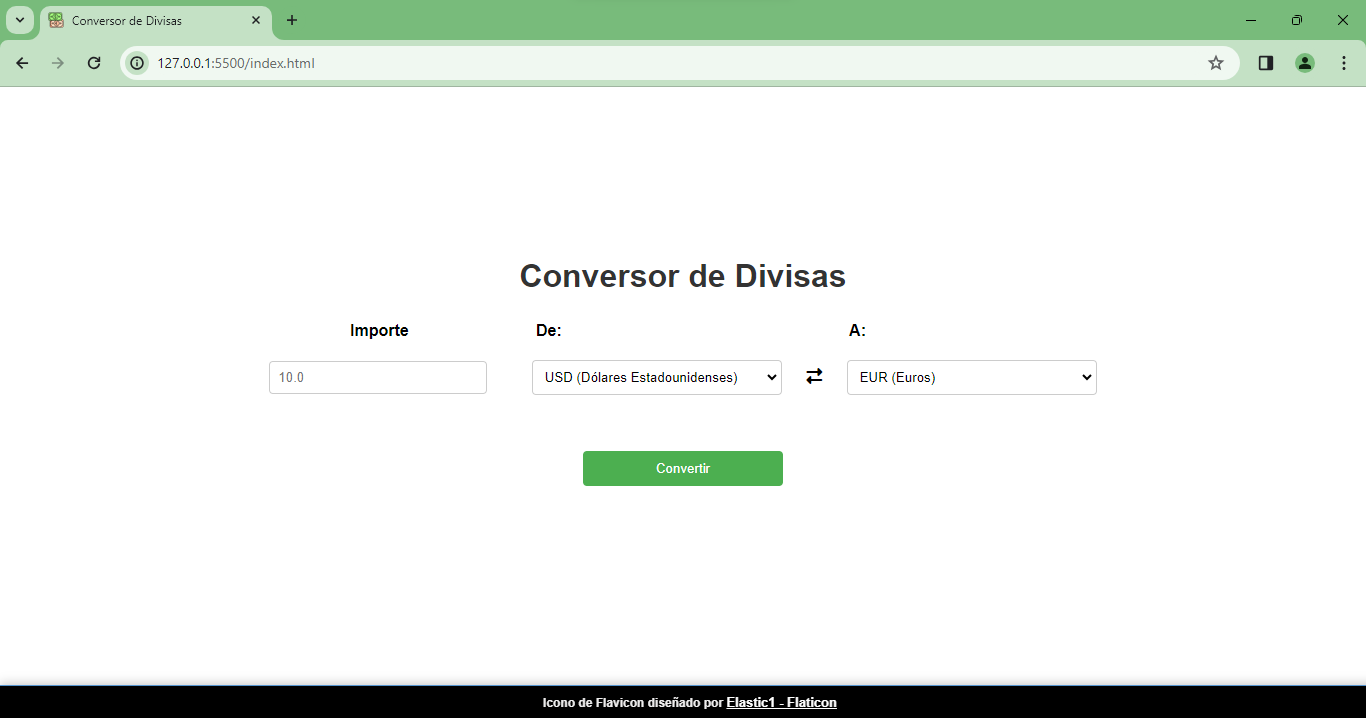 Conversor de Divisas
127.0.0.1:5500/index.html
Conversor de Divisas
Importe De: A:
10.0 USD (Dólares Estadounidenses) EUR (Euros)
Convertir
Icono de Flavicon diseñado por Elastic1 - Flaticon